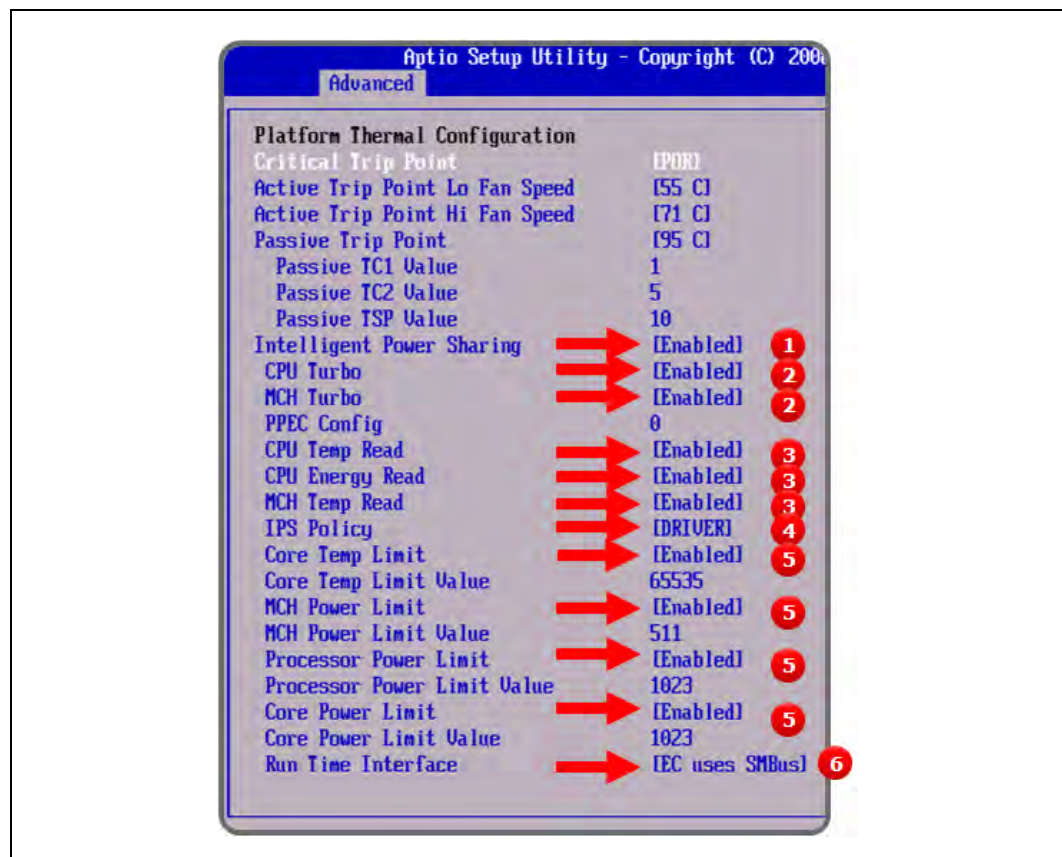 Aptio Setup Utility - Copyright (C) 200
Advanced
Platform Thermal Configuration
Critical Trip Point [POR]
Active Trip Point Lo Fan Speed [55 C]
Active Trip Point Hi Fan Speed [71 C]
Passive Trip Point [95 C]
Passive TC1 Value 1
Passive TC2 Value 5
Passive TSP Value 10
Intelligent Power Sharing [Enabled] 1
CPU Turbo [Enabled] 2
MCH Turbo [Enabled] 2
PPEC Config 0
CPU Temp Read [Enabled] 3
CPU Energy Read [Enabled] 3
MCH Temp Read [Enabled] 3
IPS Policy [DRIVER] 4
Core Temp Limit [Enabled] 5
Core Temp Limit Value 65535
MCH Power Limit [Enabled] 5
MCH Power Limit Value 511
Processor Power Limit [Enabled] 5
Processor Power Limit Value 1023
Core Power Limit [Enabled] 5
Core Power Limit Value 1023
Run Time Interface [EC uses SMBus] 6